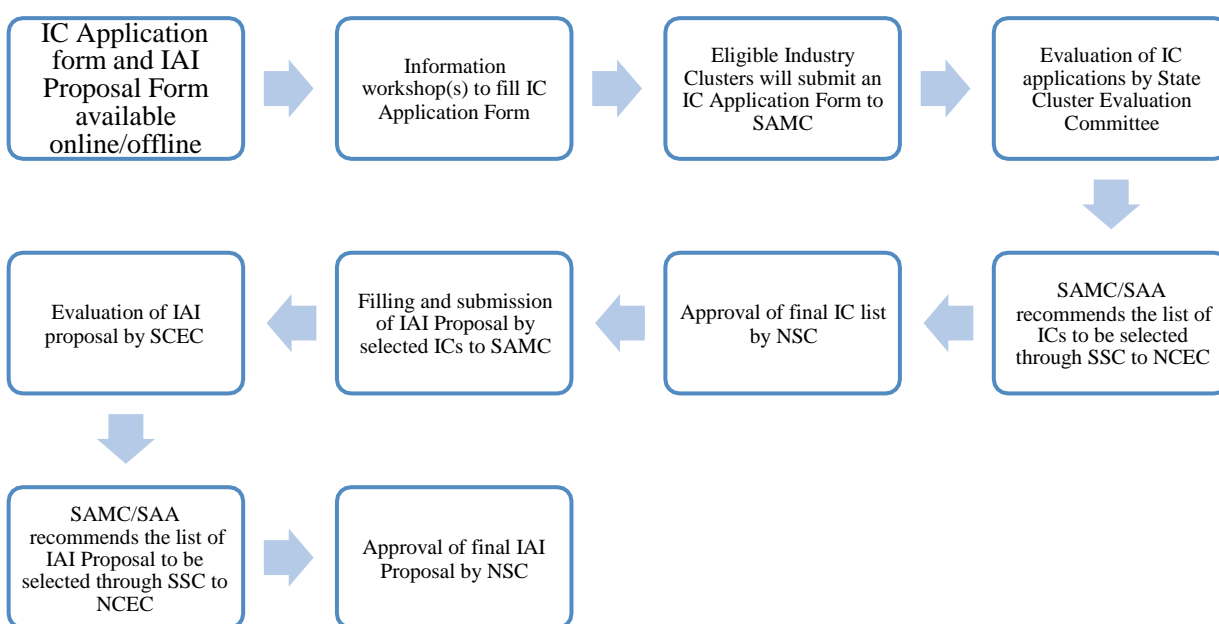 IC Application
form and IAI
Proposal Form
available
online/offline
Information
workshop(s) to fill IC
Application Form
Eligible Industry
Clusters will submit an
IC Application Form to
SAMC
Evaluation of IC
applications by State
Cluster Evaluation
Committee
SAMC/SAA
recommends the list of
ICs to be selected
through SSC to NCEC
Approval of final IC list
by NSC
Filling and submission
of IAI Proposal by
selected ICs to SAMC
Evaluation of IAI
proposal by SCEC
SAMC/SAA
recommends the list of
IAI Proposal to be
selected through SSC to
NCEC
Approval of final IAI
Proposal by NSC